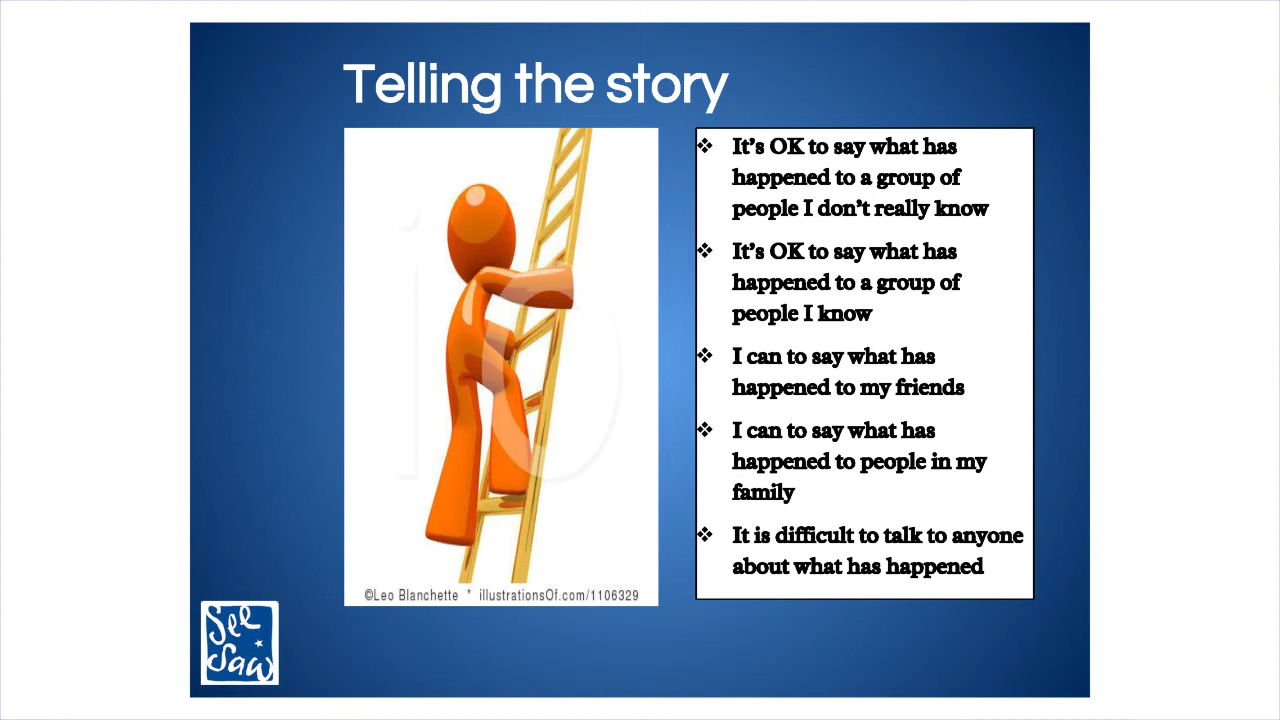 Telling the story
❖ It's OK to say what has
happened to a group of
people I don't really know
❖ It's OK to say what has
happened to a group of
people I know
❖ I can to say what has
happened to my friends
❖ I can to say what has
happened to people in my
family
❖ It is difficult to talk to anyone
about what has happened
iO
©Leo Blanchette * illustrationsOf.com/1106329
See
Saw